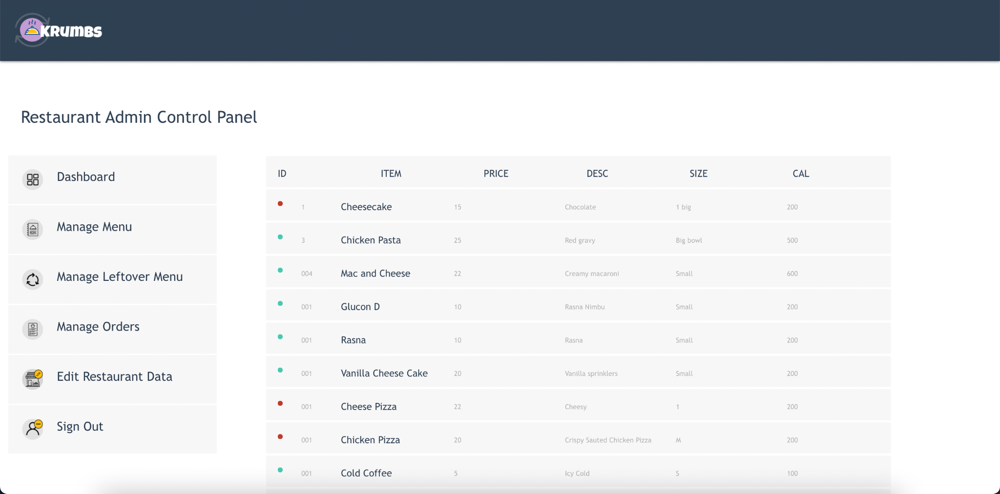 KRumBS
Restaurant Admin Control Panel
Dashboard
Manage Menu
Manage Leftover Menu
Manage Orders
Edit Restaurant Data
Sign Out
ID ITEM PRICE DESC SIZE CAL
1 Cheesecake 15 Chocolate 1 big 200
3 Chicken Pasta 25 Red gravy Big bowl 500
004 Mac and Cheese 22 Creamy macaroni Small 600
001 Glucon D 10 Rasna Nimbu Small 200
001 Rasna 10 Rasna Small 200
001 Vanilla Cheese Cake 20 Vanilla sprinklers Small 200
001 Cheese Pizza 22 Cheesy 1 200
001 Chicken Pizza 20 Crispy Sauted Chicken Pizza M 200
001 Cold Coffee 5 Icy Cold S 100